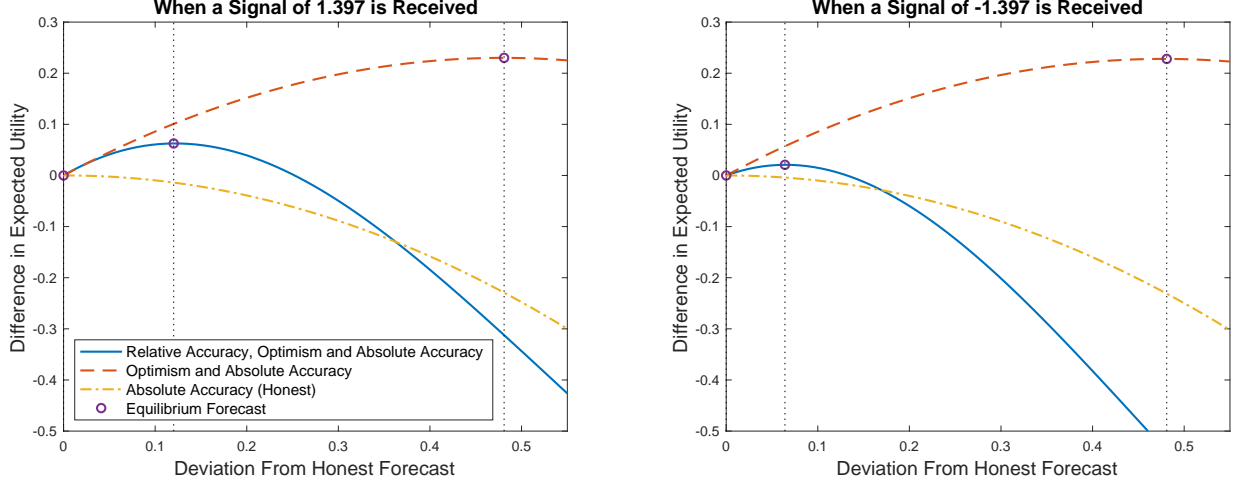 When a Signal of 1.397 is Received
0.3
0.2
0.1
0
-0.1
-0.2
-0.3
-0.4
-0.5
Difference in Expected Utility
Relative Accuracy, Optimism and Absolute Accuracy
Optimism and Absolute Accuracy
Absolute Accuracy (Honest)
Equilibrium Forecast
0 0.1 0.2 0.3 0.4 0.5
Deviation From Honest Forecast
When a Signal of -1.397 is Received
0.3
0.2
0.1
0
-0.1
-0.2
-0.3
-0.4
-0.5
Difference in Expected Utility
0 0.1 0.2 0.3 0.4 0.5
Deviation From Honest Forecast